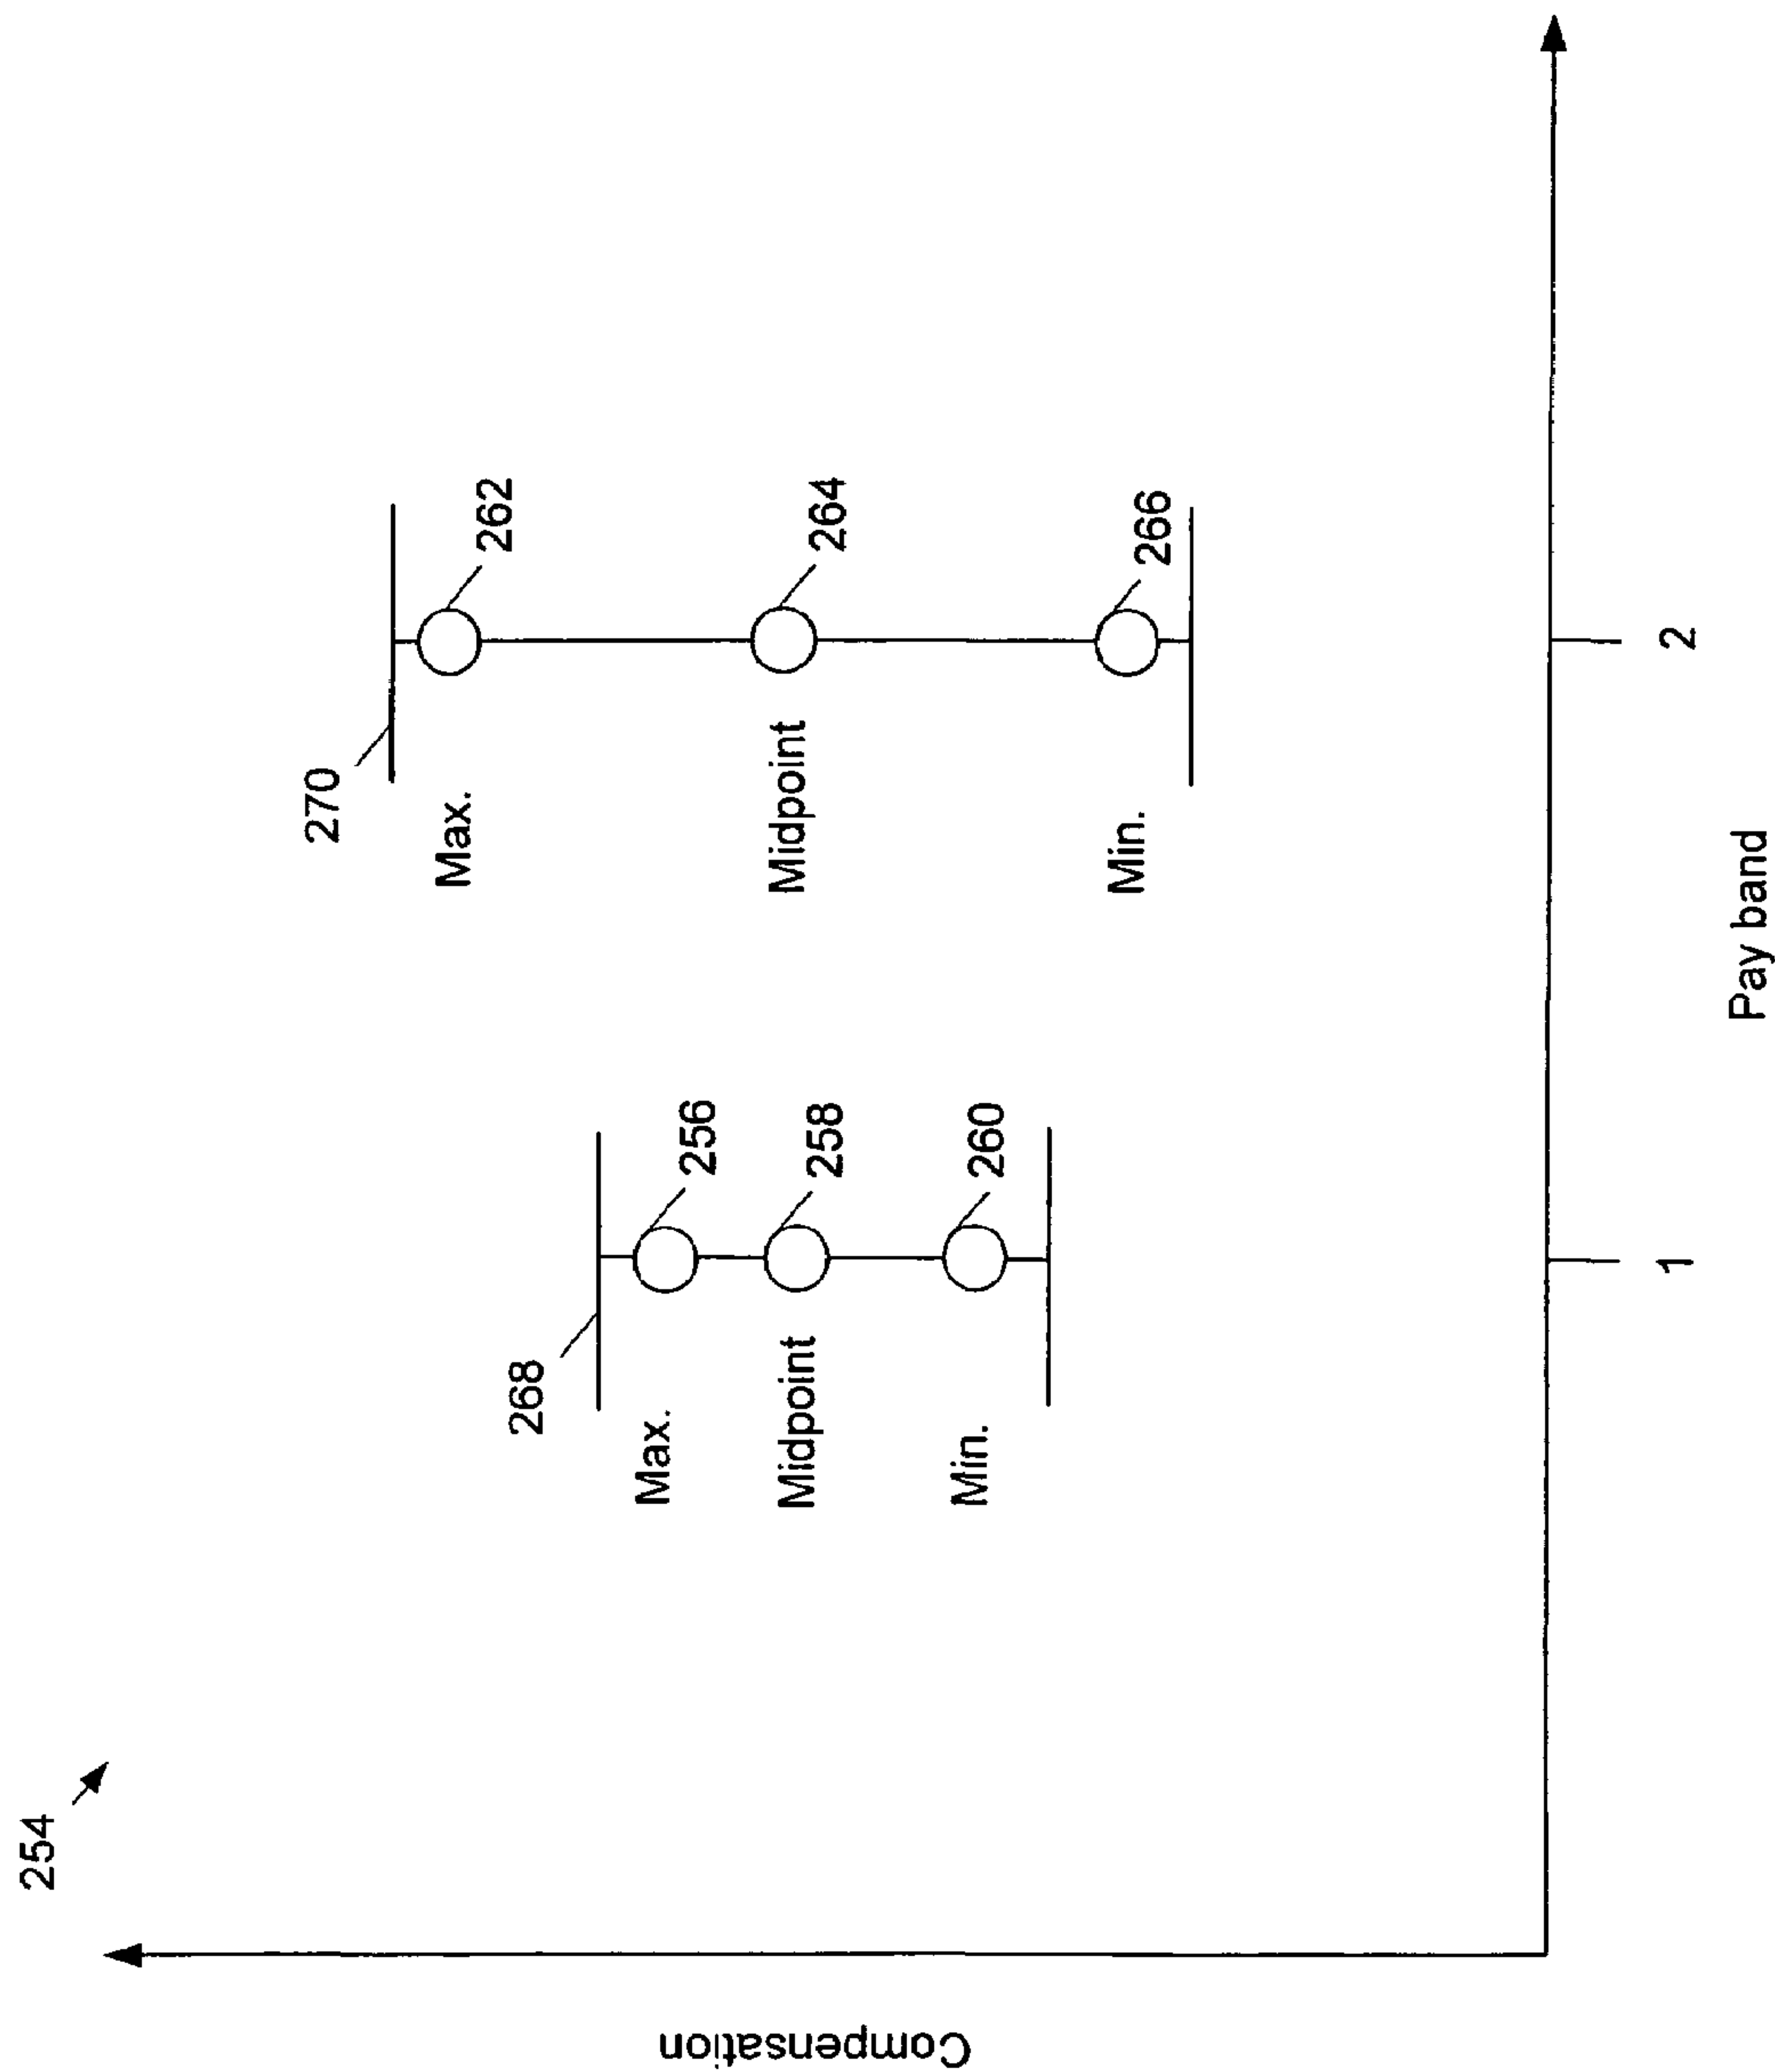 254
270
Max.
262
268
Max.
256
Midpoint
258
Midpoint
264
Compensation
Min.
260
Min.
266
1
2
Pay band